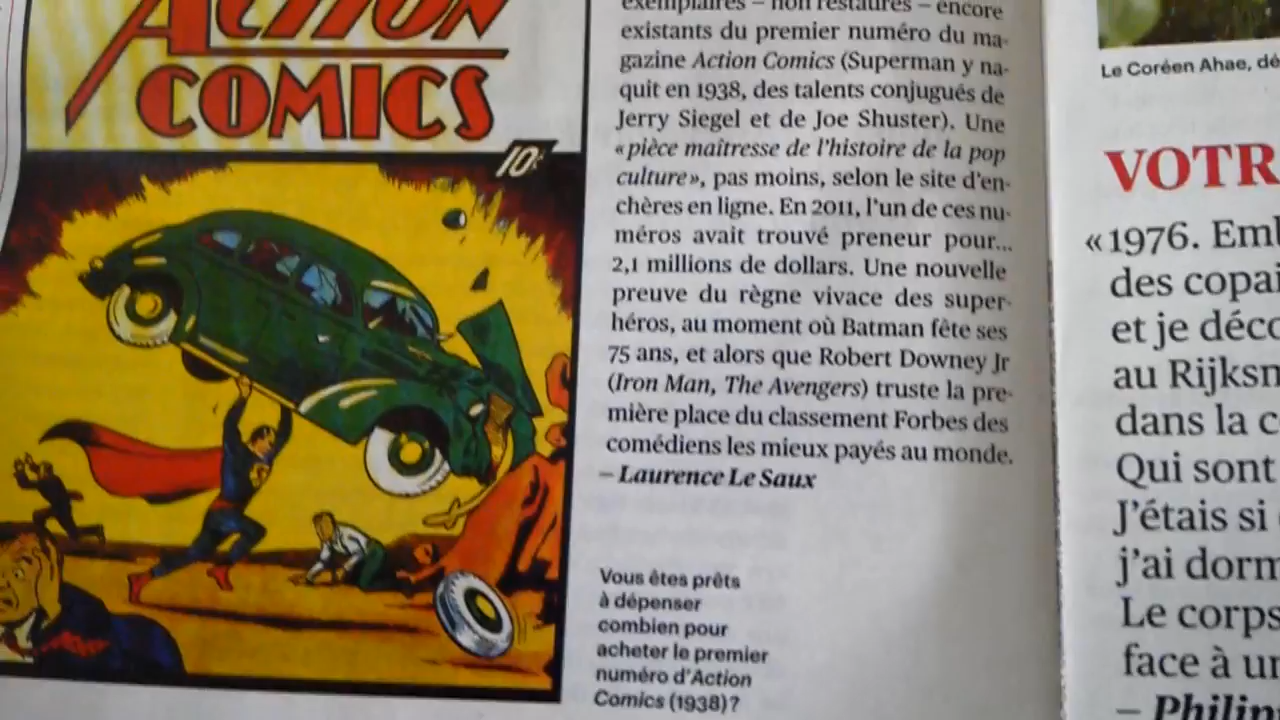 ACTION
COMICS
10¢
exemplaires – non restaurés – encore
existants du premier numéro du ma-
gazine Action Comics (Superman y na-
quit en 1938, des talents conjugués de
Jerry Siegel et de Joe Shuster). Une
«pièce maîtresse de l'histoire de la pop
culture», pas moins, selon le site d'en-
chères en ligne. En 2011, l'un de ces nu-
méros avait trouvé preneur pour...
2,1 millions de dollars. Une nouvelle
preuve du règne vivace des super-
héros, au moment où Batman fête ses
75 ans, et alors que Robert Downey Jr
(Iron Man, The Avengers) truste la pre-
mière place du classement Forbes des
comédiens les mieux payés au monde.
– Laurence Le Saux
Vous êtes prêts
à dépenser
combien pour
acheter le premier
numéro d'Action
Comics (1938)?
Le Coréen Ahae, dé
VOTR
«1976. Emb
des copai
et je déco
au Rijksm
dans la c
Qui sont
J'étais si
j'ai dorm
Le corps
face à un
– Philipp